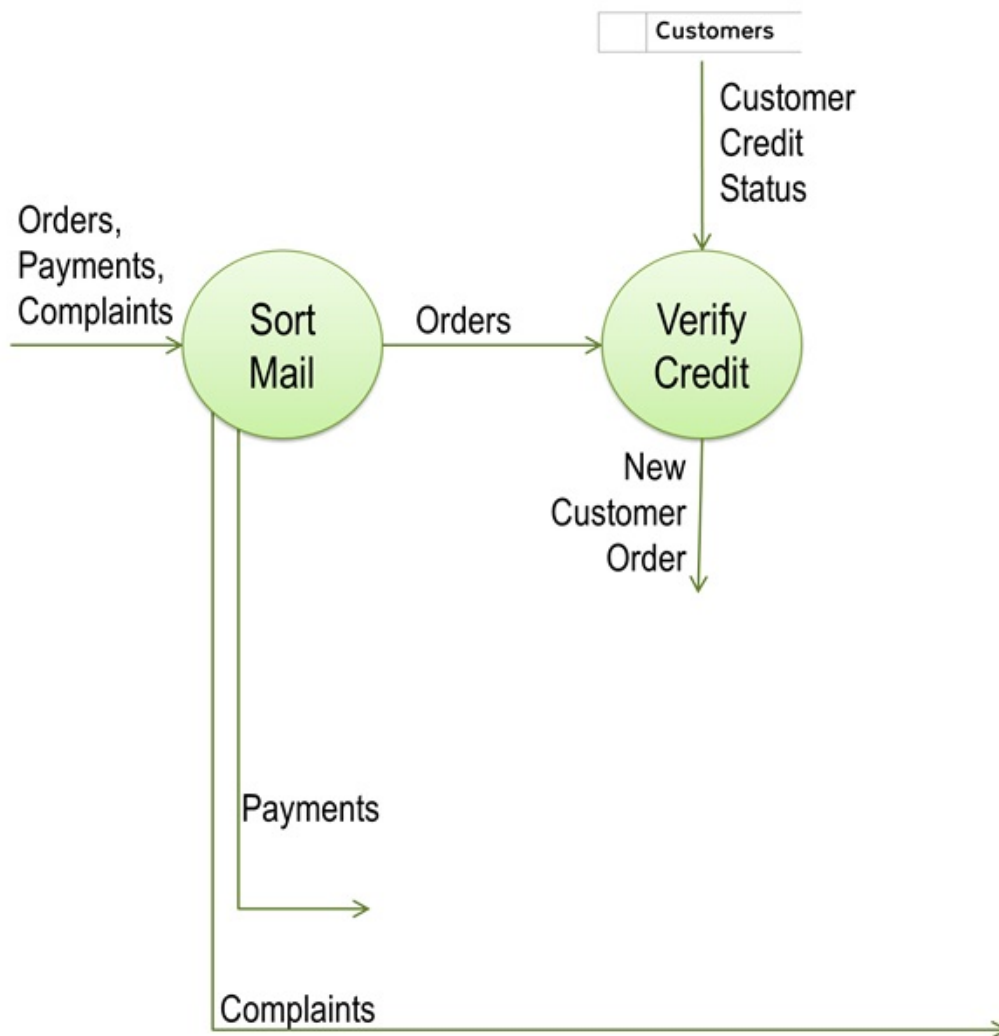 Customers
Customer
Credit
Status
Orders,
Payments,
Complaints
Sort
Mail
Orders
Verify
Credit
New
Customer
Order
Payments
Complaints